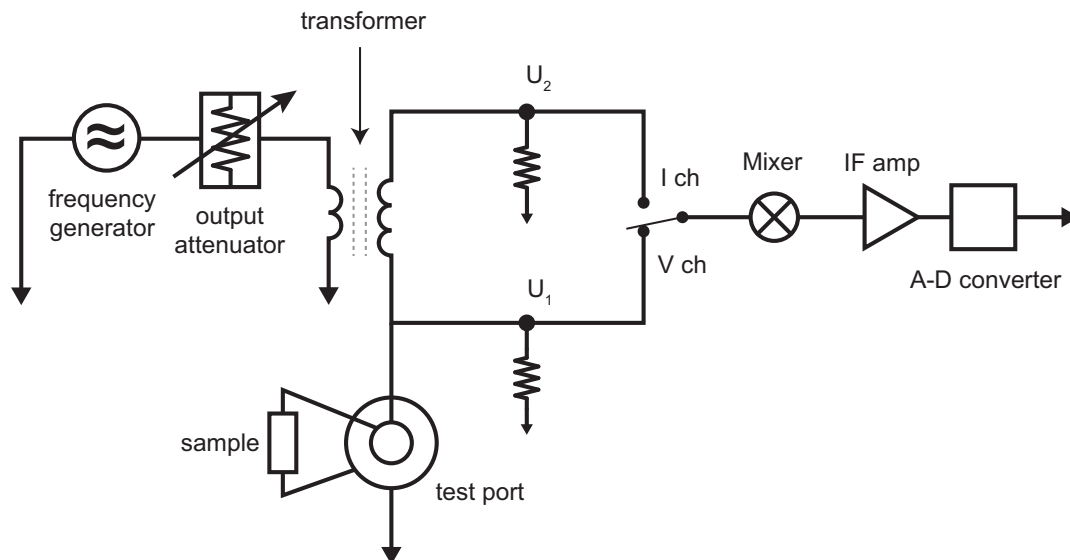 transformer
U₂
Mixer
IF amp
I ch
frequency
generator
output
attenuator
V ch
A-D converter
U₁
sample
test port